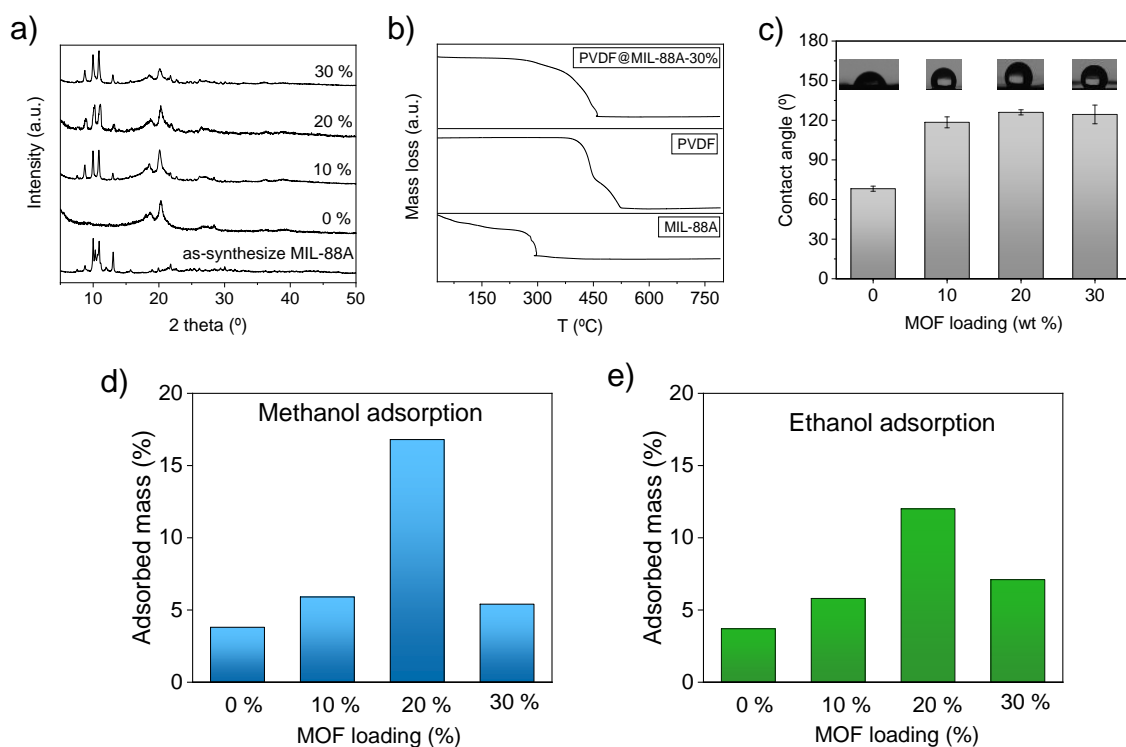 a)
30 %
20 %
10 %
0 %
as-synthesize MIL-88A
Intensity (a.u.)
10 20 30 40 50
2 theta (º)
b)
PVDF@MIL-88A-30%
PVDF
MIL-88A
Mass loss (a.u.)
150 300 450 600 750
T (ºC)
c)
180
150
120
90
60
30
0
Contact angle (º)
0 10 20 30
MOF loading (wt %)
d)
Methanol adsorption
20
15
10
5
0
Adsorbed mass (%)
0 % 10 % 20 % 30 %
MOF loading (%)
e)
Ethanol adsorption
20
15
10
5
0
Adsorbed mass (%)
0 % 10 % 20 % 30 %
MOF loading (%)